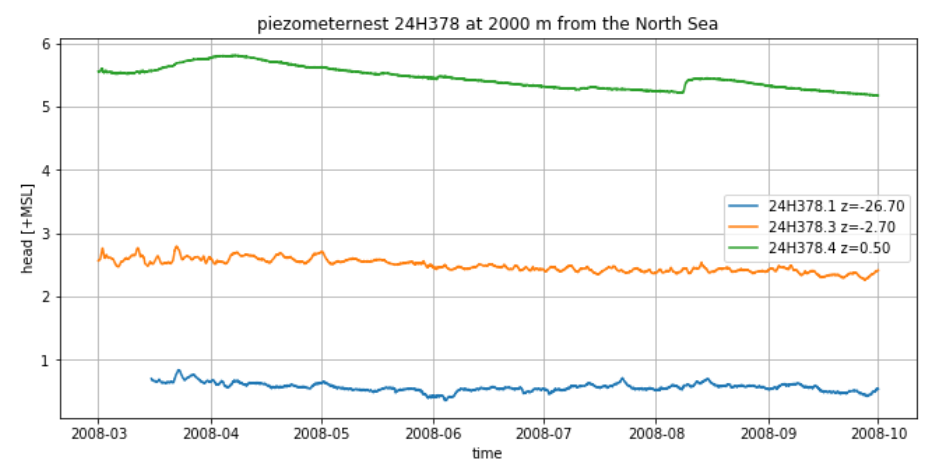 piezometernest 24H378 at 2000 m from the North Sea
6
5
4
3
2
1
head [+MSL]
24H378.1 z=-26.70
24H378.3 z=-2.70
24H378.4 z=0.50
2008-03 2008-04 2008-05 2008-06 2008-07 2008-08 2008-09 2008-10
time